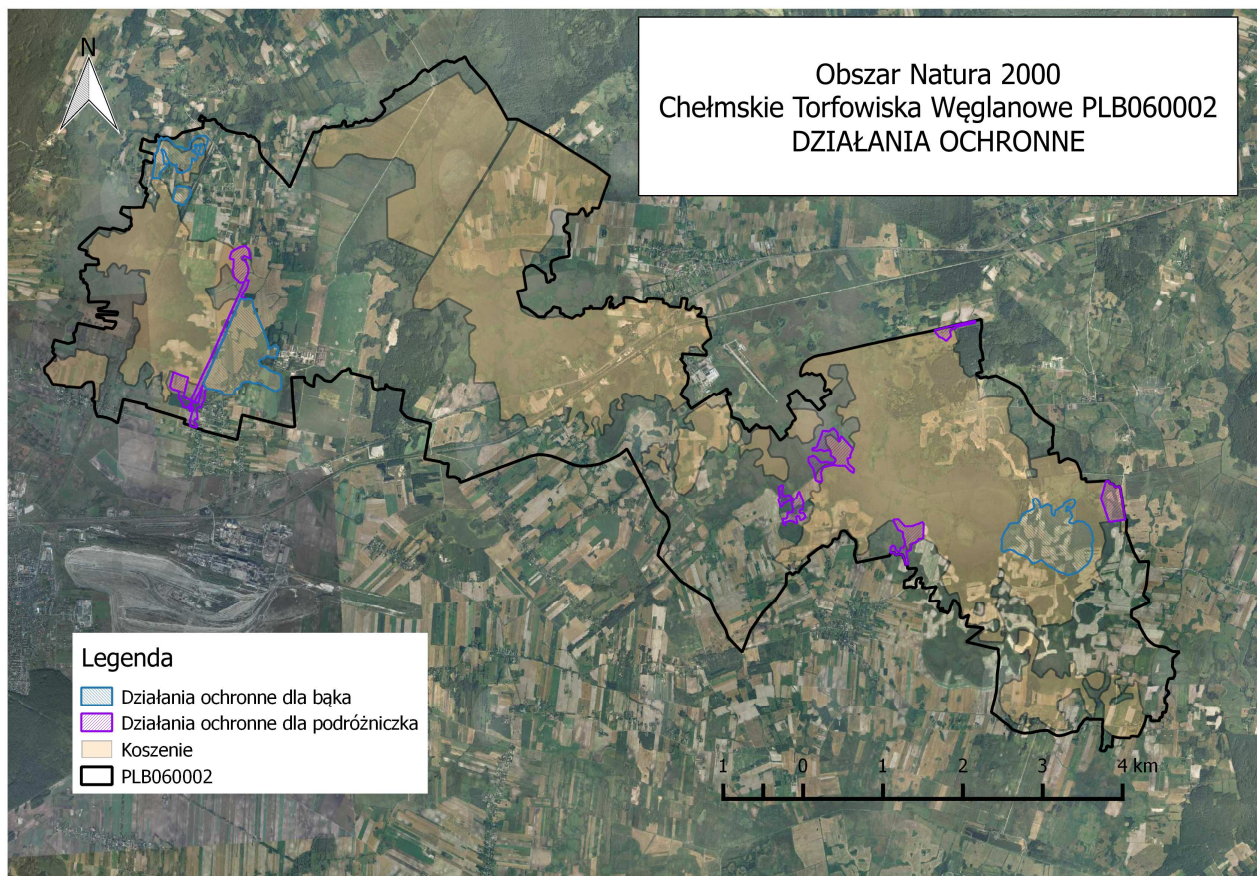 N
Obszar Natura 2000
Chełmskie Torfowiska Węglanowe PLB060002
DZIAŁANIA OCHRONNE
Legenda
Działania ochronne dla bąka
Działania ochronne dla podróżniczka
Koszenie
PLB060002
1 0 1 2 3 4 km